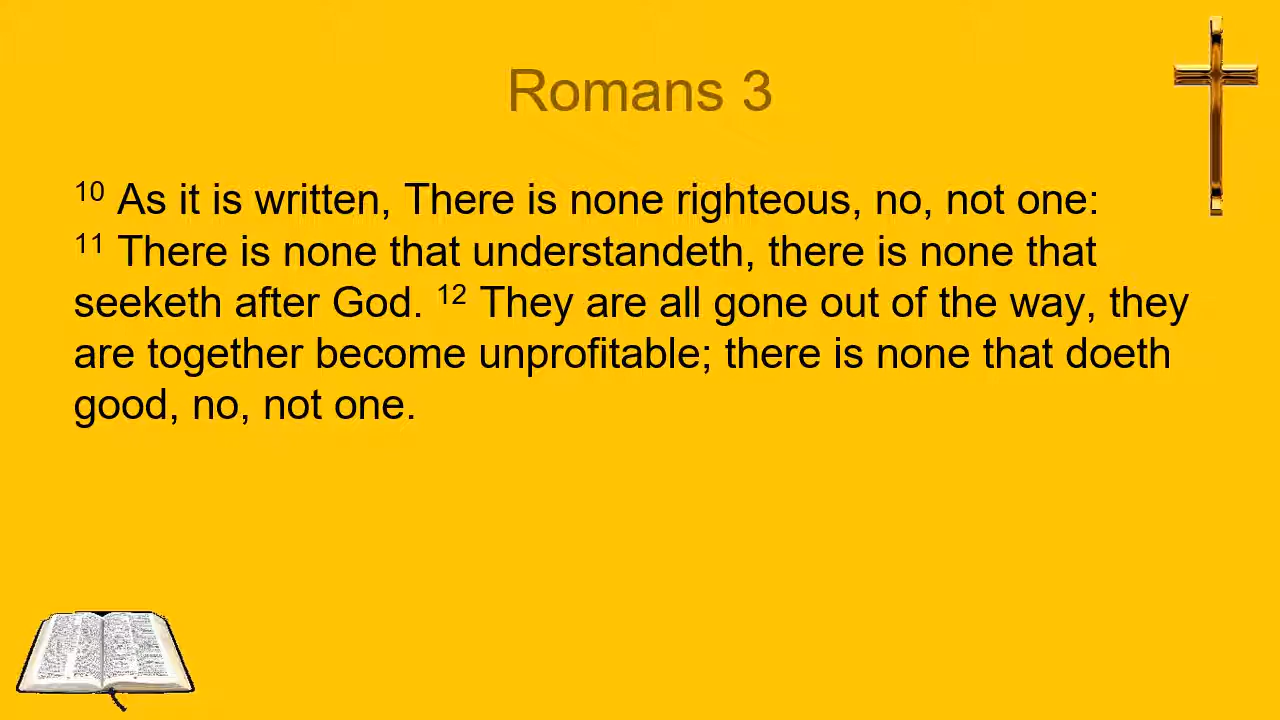 Romans 3
10 As it is written, There is none righteous, no, not one:
11 There is none that understandeth, there is none that
seeketh after God. 12 They are all gone out of the way, they
are together become unprofitable; there is none that doeth
good, no, not one.